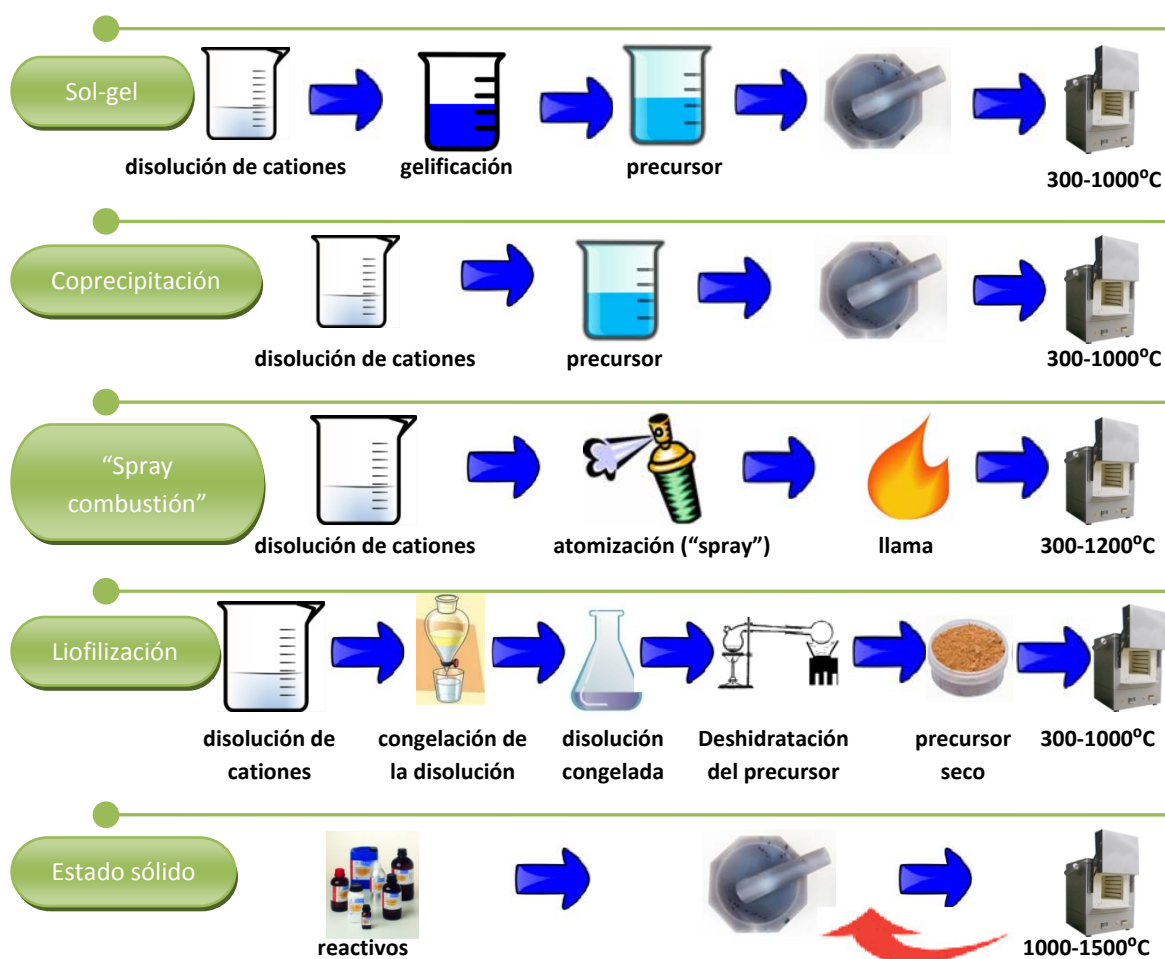 Sol-gel
disolución de cationes
gelificación
precursor
300-1000ºC
Coprecipitación
disolución de cationes
precursor
300-1000ºC
“Spray
combustión”
disolución de cationes
atomización (“spray”)
llama
300-1200ºC
Liofilización
disolución de
cationes
congelación de
la disolución
disolución
congelada
Deshidratación
del precursor
precursor
seco
300-1000ºC
Estado sólido
reactivos
1000-1500ºC